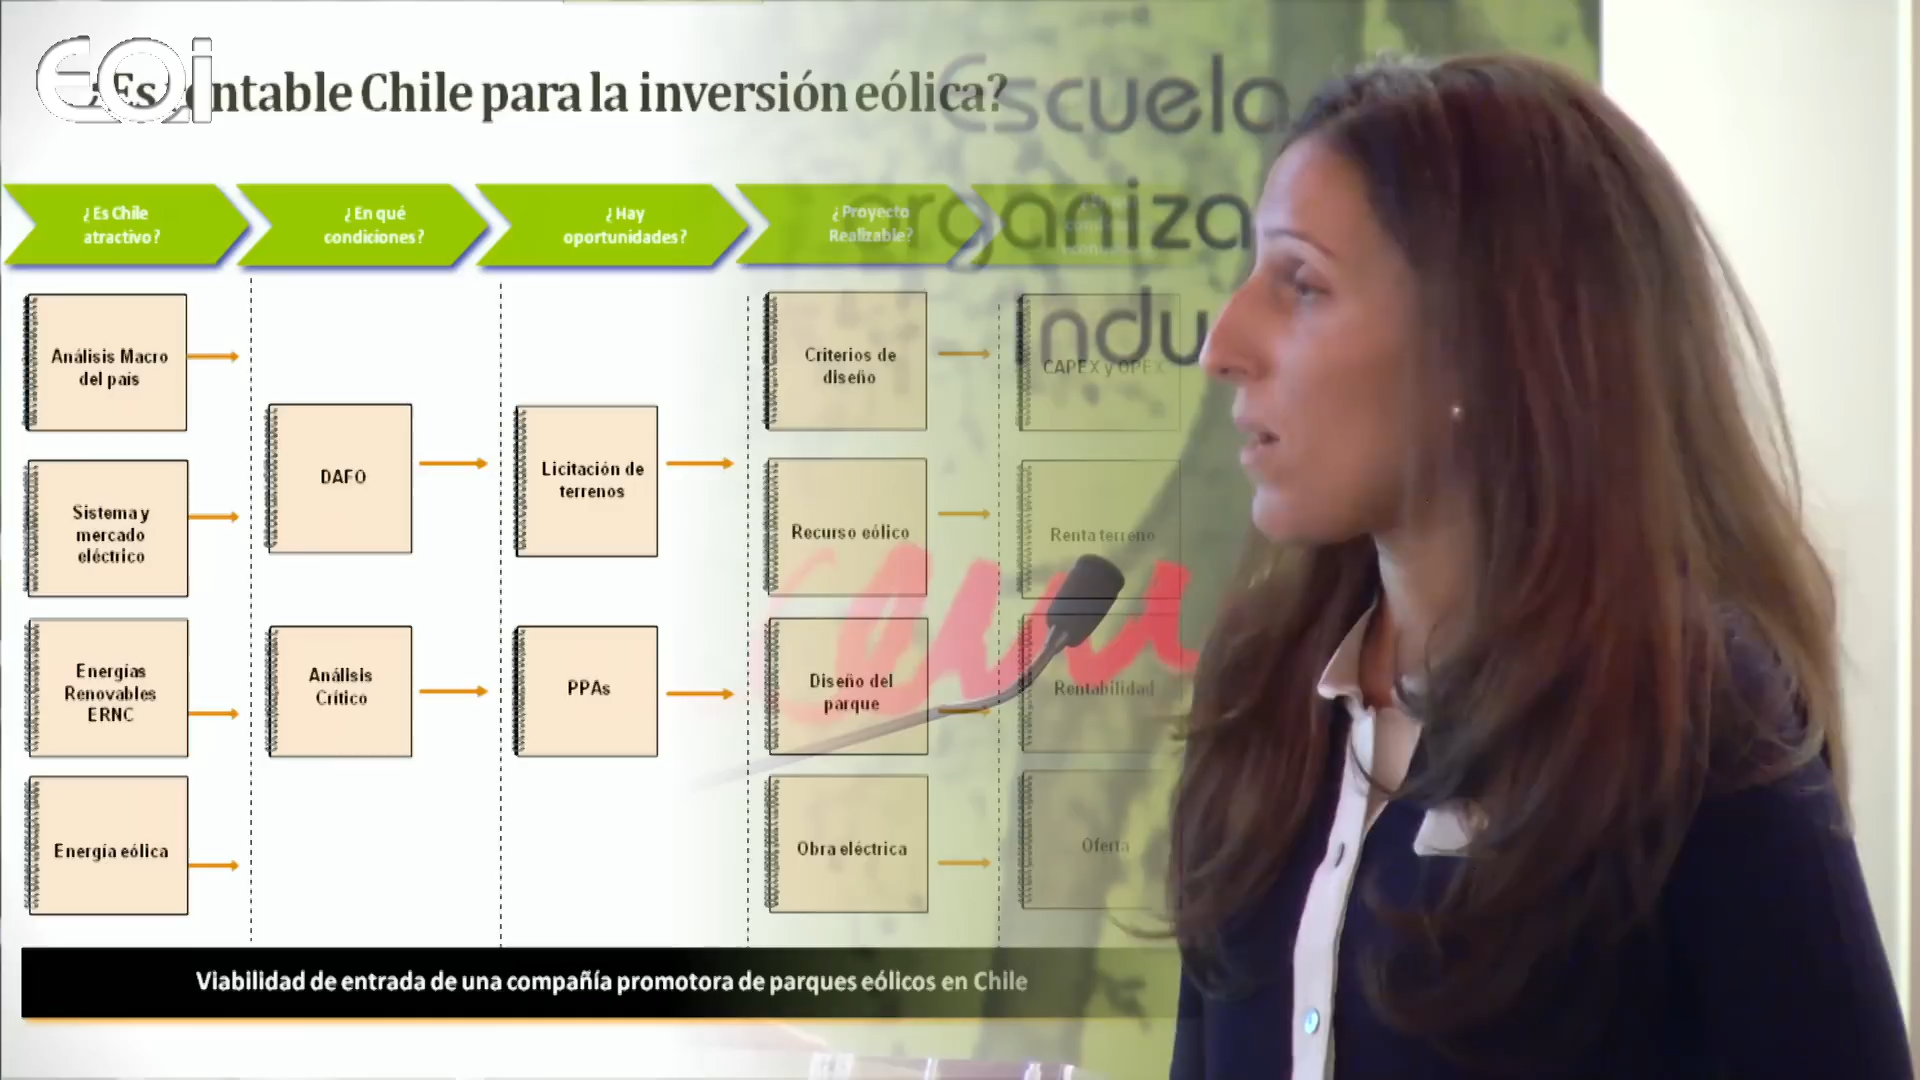 EOI
¿Es rentable Chile para la inversión eólica?
Escuela
organiza
indu
¿Es Chile
atractivo?
¿En qué
condiciones?
¿Hay
oportunidades?
¿Proyecto
Realizable?
Análisis Macro
del país
Sistema y
mercado
eléctrico
Energías
Renovables
ERNC
Energía eólica
DAFO
Análisis
Crítico
Licitación de
terrenos
PPAs
Criterios de
diseño
Recurso eólico
Diseño del
parque
Obra eléctrica
CAPEX y OPEX
Renta terreno
Rentabilidad
Oferta
Viabilidad de entrada de una compañía promotora de parques eólicos en Chile